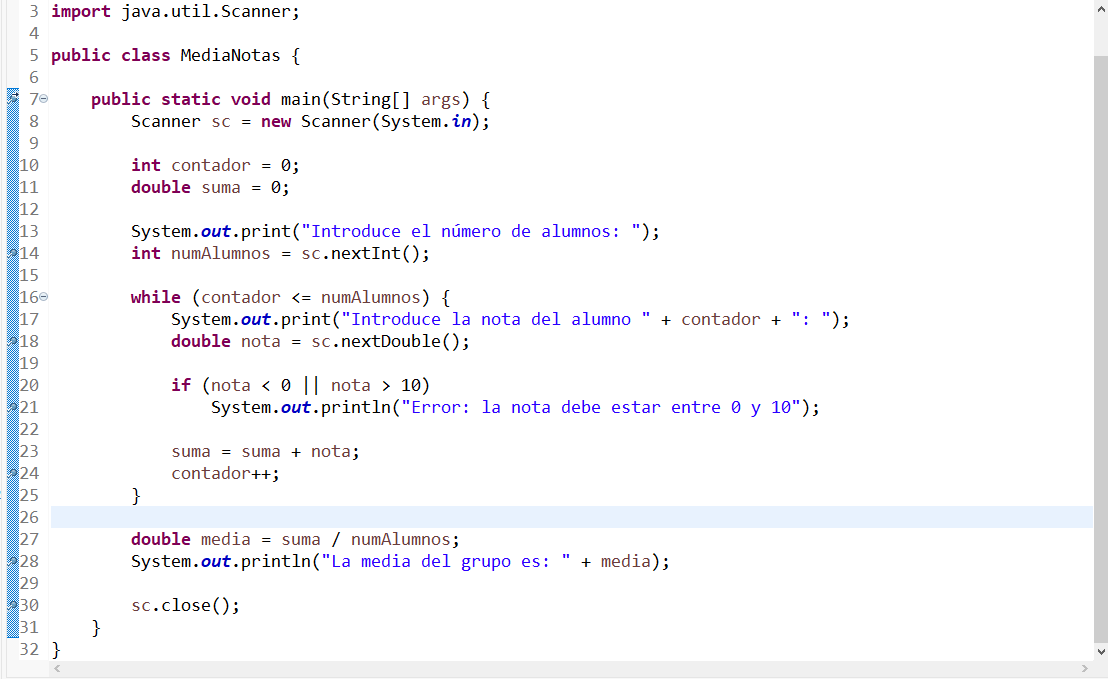 3 import java.util.Scanner;
4
5 public class MediaNotas {
6
7 public static void main(String[] args) {
8 Scanner sc = new Scanner(System.in);
9
10 int contador = 0;
11 double suma = 0;
12
13 System.out.print("Introduce el número de alumnos: ");
14 int numAlumnos = sc.nextInt();
15
16 while (contador <= numAlumnos) {
17 System.out.print("Introduce la nota del alumno " + contador + ": ");
18 double nota = sc.nextDouble();
19
20 if (nota < 0 || nota > 10)
21 System.out.println("Error: la nota debe estar entre 0 y 10");
22
23 suma = suma + nota;
24 contador++;
25 }
26
27 double media = suma / numAlumnos;
28 System.out.println("La media del grupo es: " + media);
29
30 sc.close();
31 }
32 }